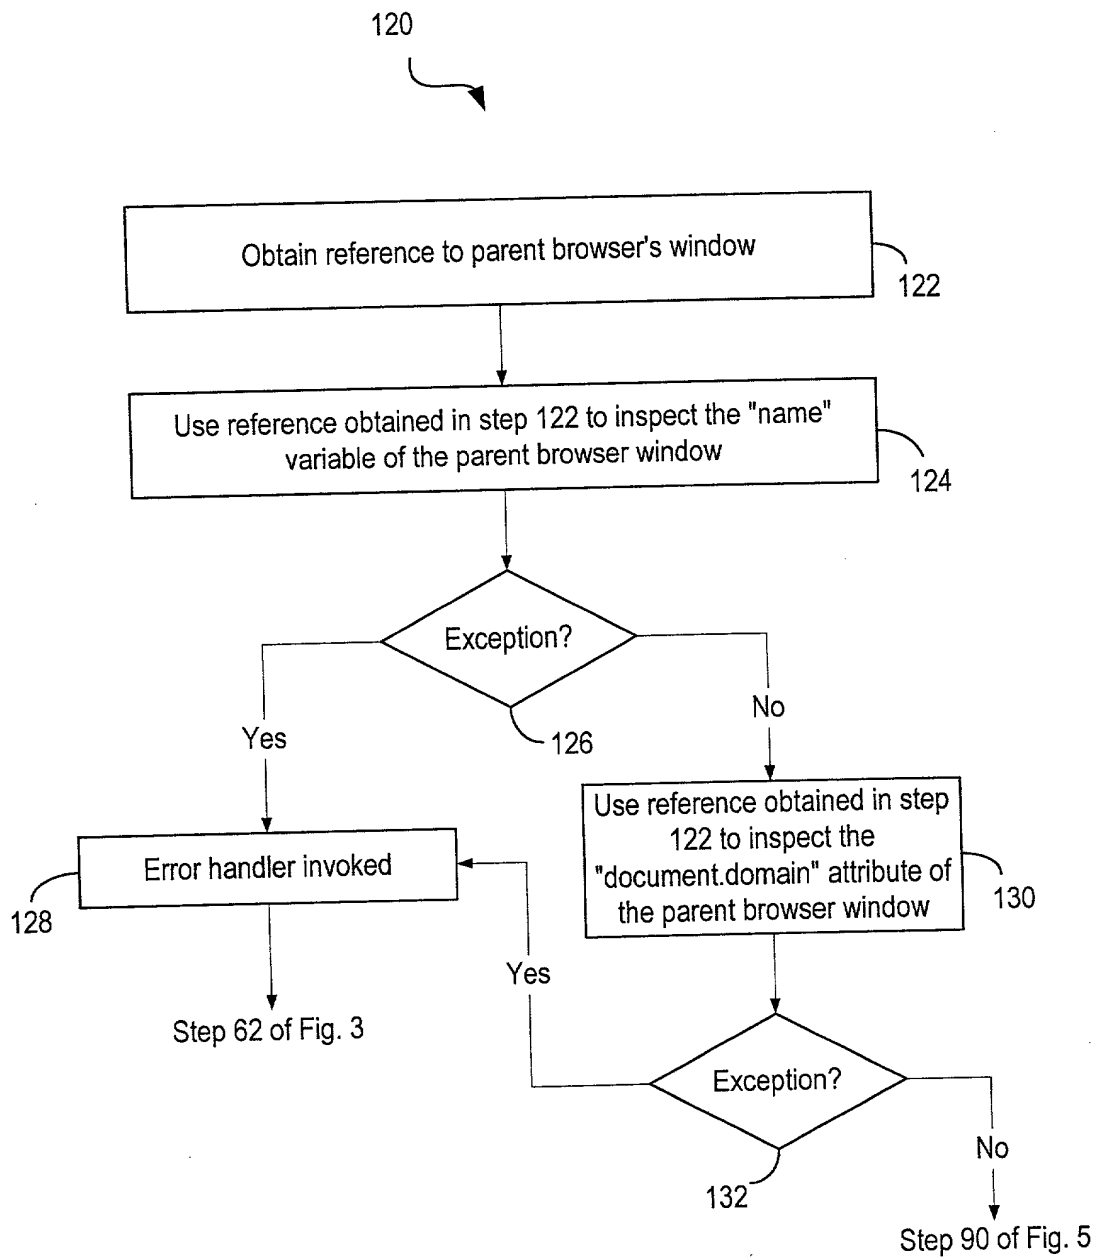 120
Obtain reference to parent browser's window
122
Use reference obtained in step 122 to inspect the "name"
variable of the parent browser window
124
Exception?
126
Yes
No
Error handler invoked
128
Use reference obtained in step
122 to inspect the
"document.domain" attribute of
the parent browser window
130
Yes
Step 62 of Fig. 3
Exception?
132
No
Step 90 of Fig. 5